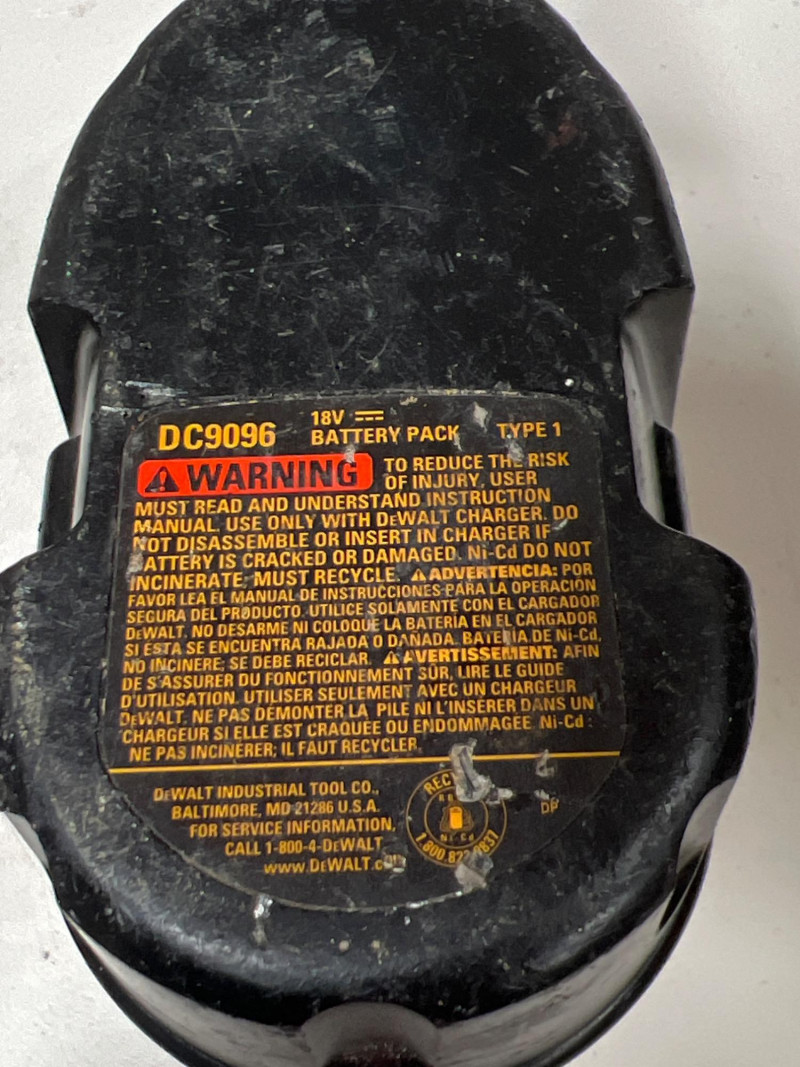 DC9096
18V
BATTERY PACK
TYPE 1
WARNING
TO REDUCE THE RISK
OF INJURY, USER
MUST READ AND UNDERSTAND INSTRUCTION
MANUAL. USE ONLY WITH DEWALT CHARGER. DO
NOT DISASSEMBLE OR INSERT IN CHARGER IF
BATTERY IS CRACKED OR DAMAGED. Ni-Cd DO NOT
INCINERATE, MUST RECYCLE. ADVERTENCIA: POR
FAVOR LEA EL MANUAL DE INSTRUCCIONES PARA LA OPERACIÓN
SEGURA DEL PRODUCTO. UTILICE SOLAMENTE CON EL CARGADOR
DEWALT. NO DESARME NI COLOQUE LA BATERÍA EN EL CARGADOR
SI ESTA SE ENCUENTRA RAJADA O DAÑADA. BATERIA DE Ni-Cd,
NO INCINERE; SE DEBE RECICLAR. AVERTISSEMENT: AFIN
DE S'ASSURER DU FONCTIONNEMENT SÛR, LIRE LE GUIDE
D'UTILISATION. UTILISER SEULEMENT AVEC UN CHARGEUR
DEWALT. NE PAS DÉMONTER LA PILE NI L'INSÉRER DANS UN
CHARGEUR SI ELLE EST CRAQUÉE OU ENDOMMAGÉE. Ni-Cd :
NE PAS INCINÉRER; IL FAUT RECYCLER.
DEWALT INDUSTRIAL TOOL CO.,
BALTIMORE, MD 21286 U.S.A.
FOR SERVICE INFORMATION,
CALL 1-800-4-DEWALT
www.DEWALT.c
Ni-Cd
DP